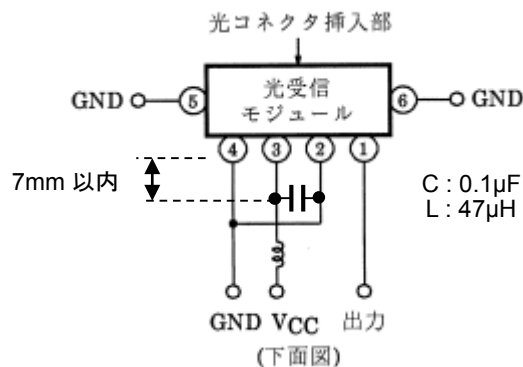 光コネクタ挿入部
光受信
モジュール
GND
5
6
GND
4
3
2
1
7mm 以内
C : 0.1μF
L : 47μH
GND
VCC
出力
(下面図)